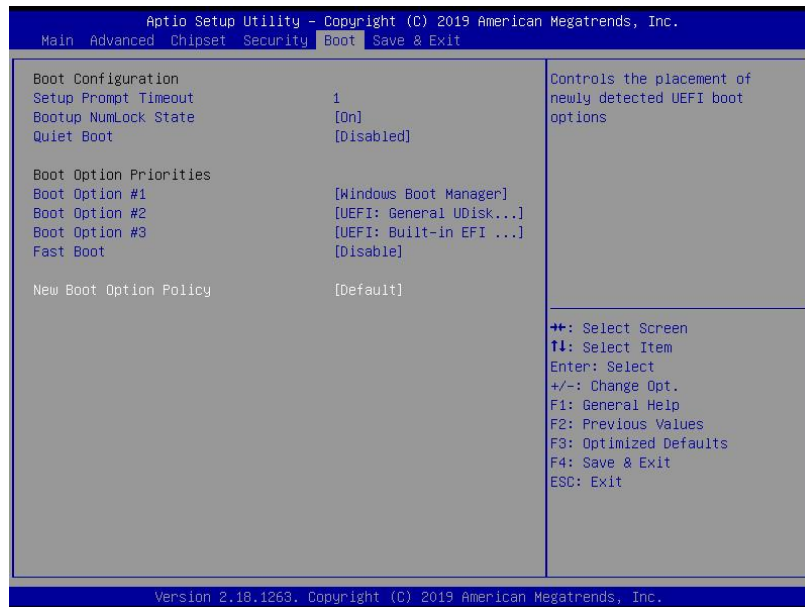 Aptio Setup Utility - Copyright (C) 2019 American Megatrends, Inc.
Main Advanced Chipset Security Boot Save & Exit
Boot Configuration
Setup Prompt Timeout 1
Bootup NumLock State [On]
Quiet Boot [Disabled]
Boot Option Priorities
Boot Option #1 [Windows Boot Manager]
Boot Option #2 [UEFI: General UDisk...]
Boot Option #3 [UEFI: Built-in EFI ...]
Fast Boot [Disable]
New Boot Option Policy [Default]
Controls the placement of
newly detected UEFI boot
options
→←: Select Screen
↑↓: Select Item
Enter: Select
+/-: Change Opt.
F1: General Help
F2: Previous Values
F3: Optimized Defaults
F4: Save & Exit
ESC: Exit
Version 2.18.1263. Copyright (C) 2019 American Megatrends, Inc.